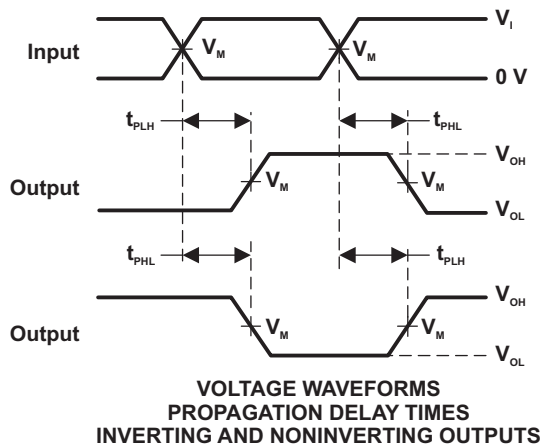 V_I
Input
V_M
V_M
0 V
t_PLH
t_PHL
V_OH
Output
V_M
V_M
V_OL
t_PHL
t_PLH
V_OH
Output
V_M
V_M
V_OL
VOLTAGE WAVEFORMS
PROPAGATION DELAY TIMES
INVERTING AND NONINVERTING OUTPUTS